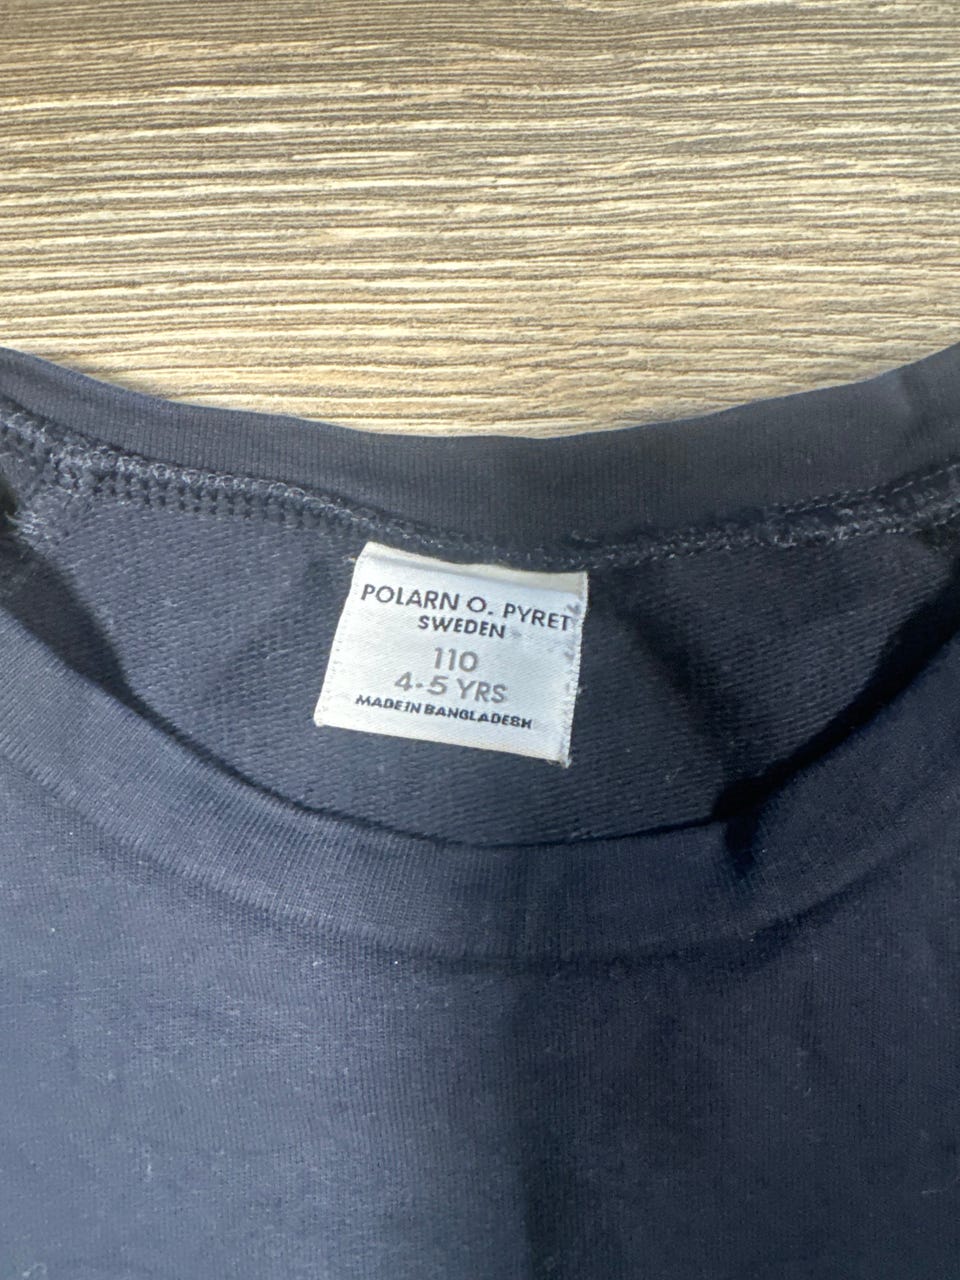 POLARN O. PYRET
SWEDEN
110
4-5 YRS
MADE IN BANGLADESH